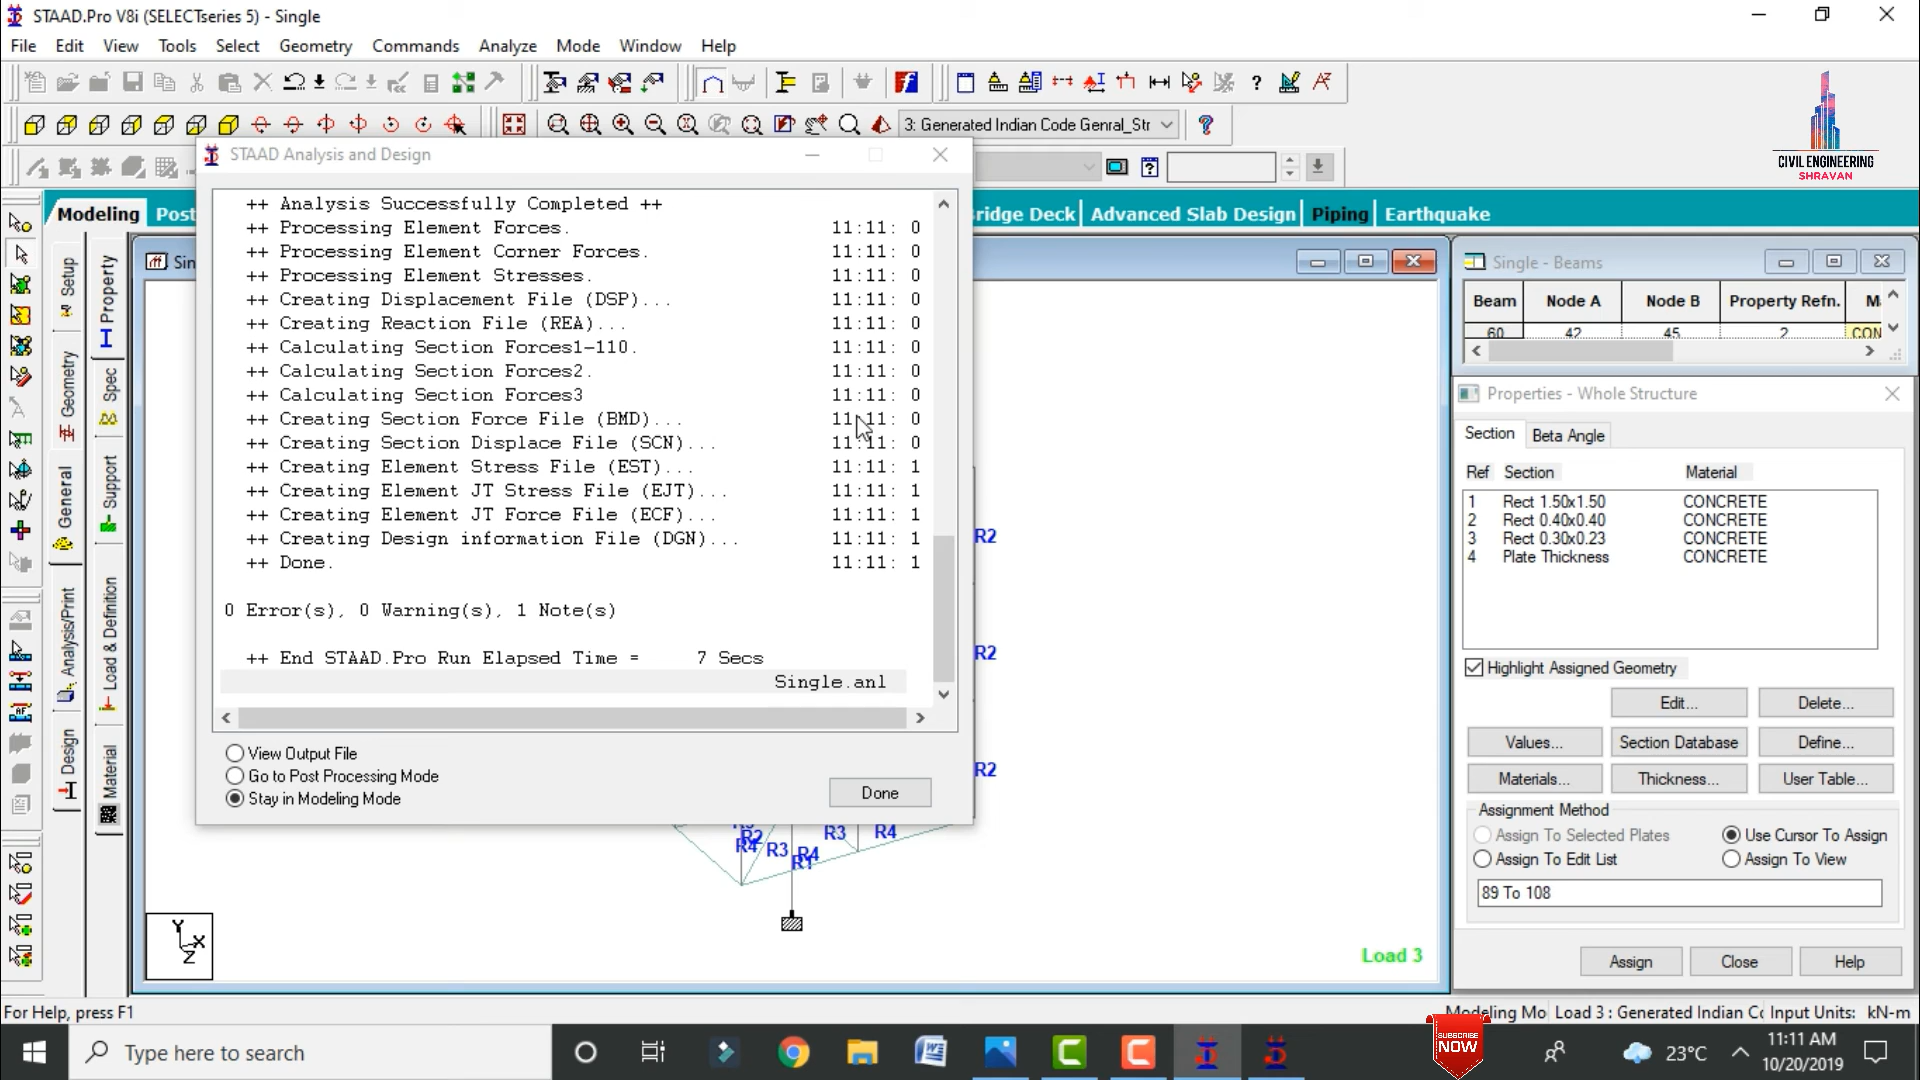 STAAD.Pro V8i (SELECTseries 5) - Single
File Edit View Tools Select Geometry Commands Analyze Mode Window Help
3: Generated Indian Code Genral_Str
CIVIL ENGINEERING
SHRAVAN
STAAD Analysis and Design
Modeling Post
ridge Deck Advanced Slab Design Piping Earthquake
++ Analysis Successfully Completed ++
++ Processing Element Forces. 11:11: 0
++ Processing Element Corner Forces. 11:11: 0
++ Processing Element Stresses. 11:11: 0
++ Creating Displacement File (DSP)... 11:11: 0
++ Creating Reaction File (REA)... 11:11: 0
++ Calculating Section Forces1-110. 11:11: 0
++ Calculating Section Forces2. 11:11: 0
++ Calculating Section Forces3 11:11: 0
++ Creating Section Force File (BMD)... 11:11: 0
++ Creating Section Displace File (SCN)... 11:11: 0
++ Creating Element Stress File (EST)... 11:11: 1
++ Creating Element JT Stress File (EJT)... 11:11: 1
++ Creating Element JT Force File (ECF)... 11:11: 1
++ Creating Design information File (DGN)... 11:11: 1
++ Done. 11:11: 1
0 Error(s), 0 Warning(s), 1 Note(s)
++ End STAAD.Pro Run Elapsed Time = 7 Secs
Single.anl
View Output File
Go to Post Processing Mode
Stay in Modeling Mode
Done
Setup
Geometry
General
Analysis/Print
Design
Property
Spec
Support
Load & Definition
Material
Sin
R2
R2
R2
R2
R4
R3
R4
R1
R3
R4
Y
X
Z
Load 3
Single - Beams
Beam Node A Node B Property Refn. M
60 42 45 2 CON
Properties - Whole Structure
Section Beta Angle
Ref Section Material
1 Rect 1.50x1.50 CONCRETE
2 Rect 0.40x0.40 CONCRETE
3 Rect 0.30x0.23 CONCRETE
4 Plate Thickness CONCRETE
Highlight Assigned Geometry
Edit... Delete...
Values... Section Database Define...
Materials... Thickness... User Table...
Assignment Method
Assign To Selected Plates Use Cursor To Assign
Assign To Edit List Assign To View
89 To 108
Assign Close Help
For Help, press F1
Modeling Mo Load 3 : Generated Indian Co Input Units: kN-m
Type here to search
SUBSCRIBE
NOW
23°C
11:11 AM
10/20/2019